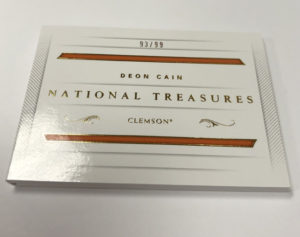 93/99
DEON CAIN
NATIONAL TREASURES
CLEMSON®